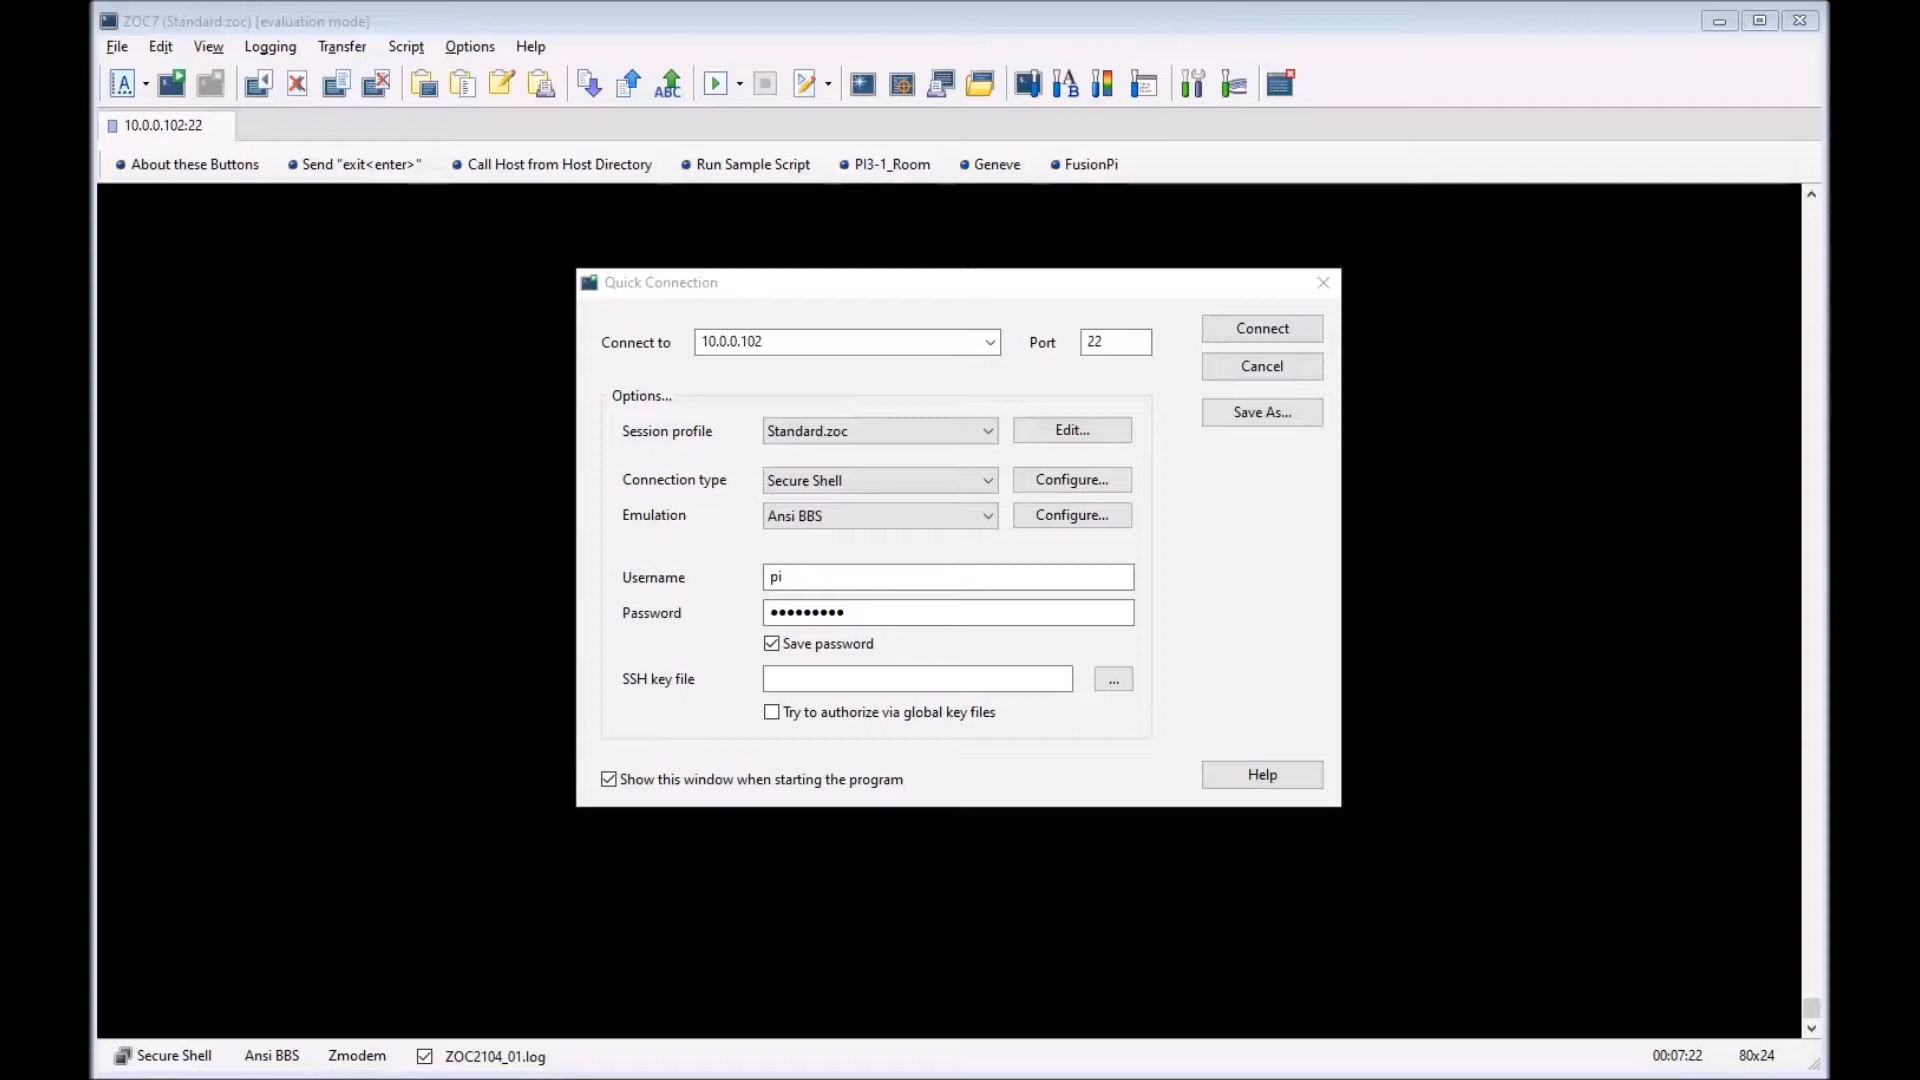 ZOC7 (Standard.zoc) [evaluation mode]
File Edit View Logging Transfer Script Options Help
A ABC A B
10.0.0.102:22
About these Buttons Send "exit<enter>" Call Host from Host Directory Run Sample Script PI3-1_Room Geneve FusionPi
Quick Connection
Connect to 10.0.0.102 Port 22 Connect
Cancel
Options...
Save As...
Session profile Standard.zoc Edit...
Connection type Secure Shell Configure...
Emulation Ansi BBS Configure...
Username pi
Password •••••••••
Save password
SSH key file ...
Try to authorize via global key files
Show this window when starting the program Help
Secure Shell Ansi BBS Zmodem ZOC2104_01.log 00:07:22 80x24